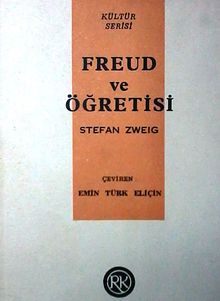 KÜLTÜR
SERİSİ
FREUD
ve
ÖĞRETİSİ
STEFAN ZWEIG
ÇEVİREN
EMİN TÜRK ELİÇİN
RK